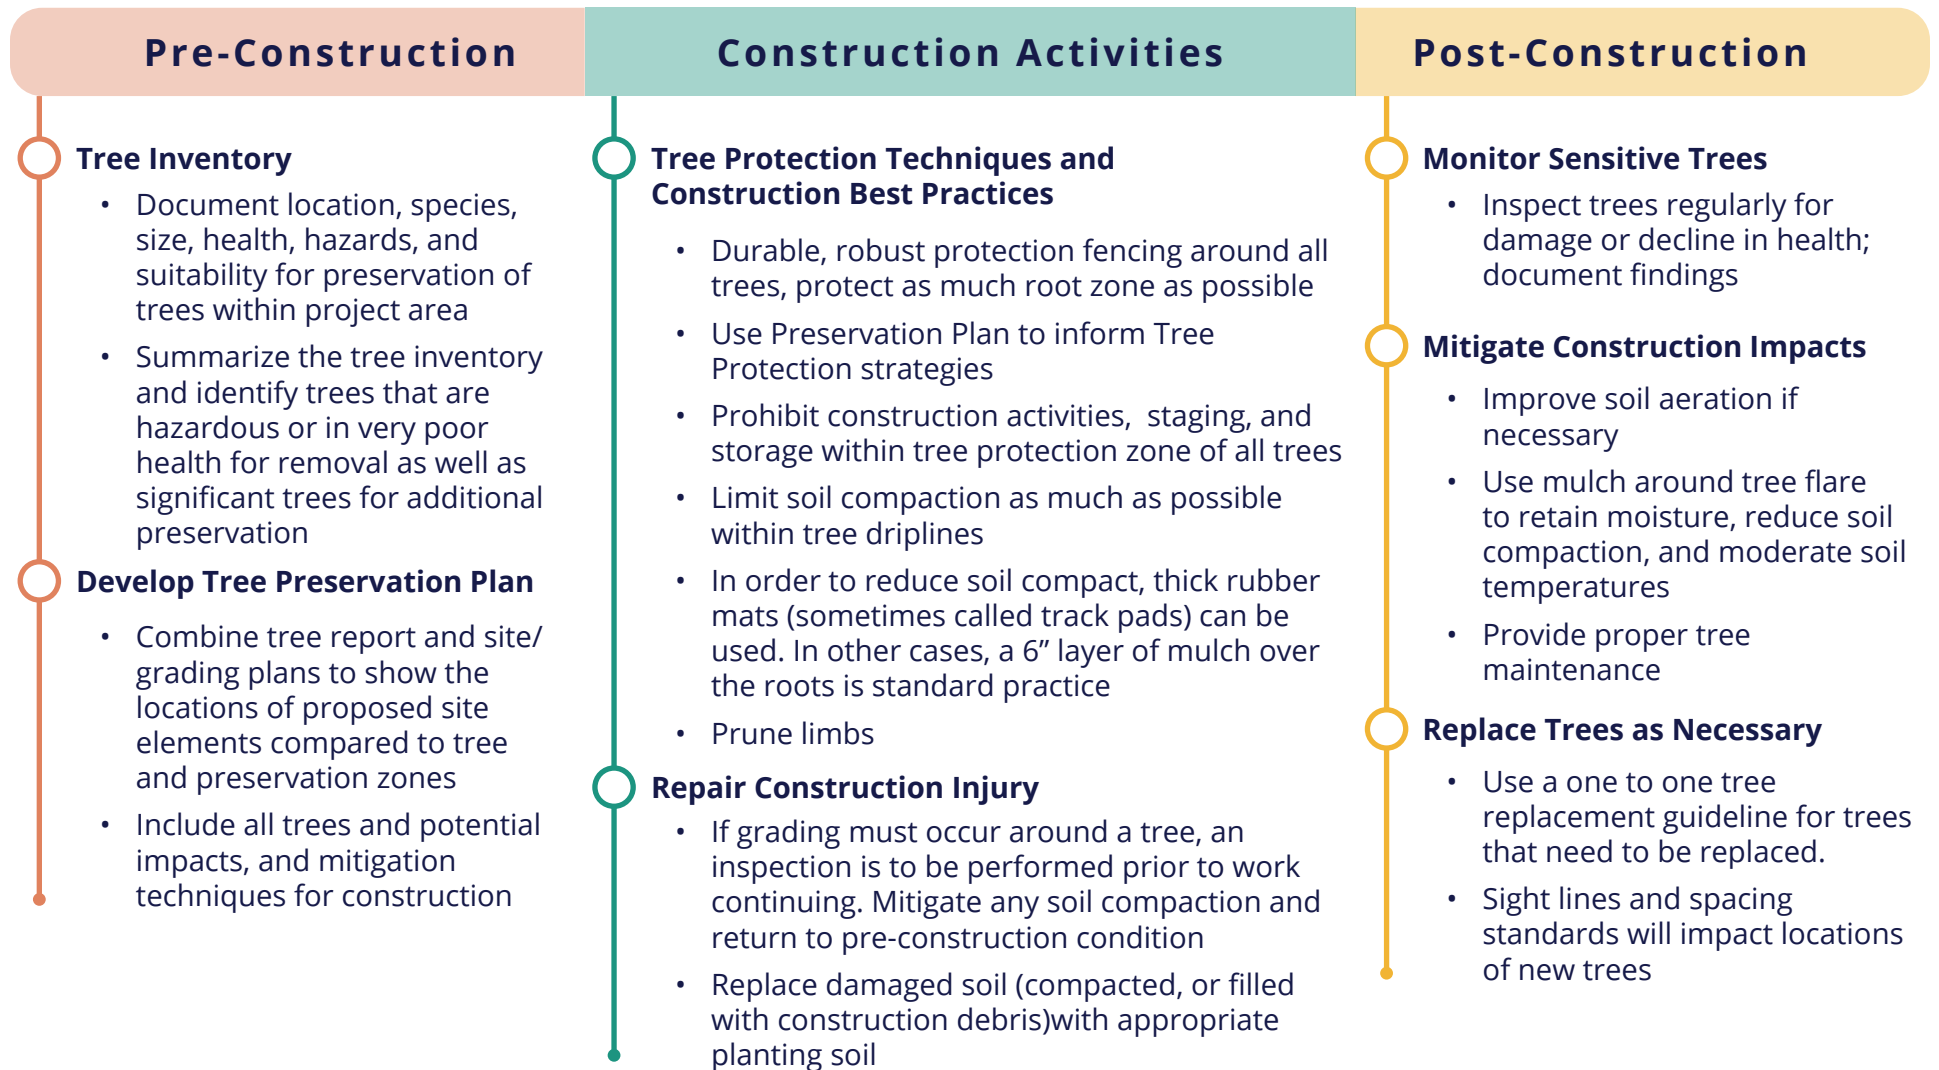 Pre-Construction
Tree Inventory
• Document location, species,
size, health, hazards, and
suitability for preservation of
trees within project area
• Summarize the tree inventory
and identify trees that are
hazardous or in very poor
health for removal as well as
significant trees for additional
preservation
Develop Tree Preservation Plan
• Combine tree report and site/
grading plans to show the
locations of proposed site
elements compared to tree
and preservation zones
• Include all trees and potential
impacts, and mitigation
techniques for construction
Construction Activities
Tree Protection Techniques and
Construction Best Practices
• Durable, robust protection fencing around all
trees, protect as much root zone as possible
• Use Preservation Plan to inform Tree
Protection strategies
• Prohibit construction activities,  staging, and
storage within tree protection zone of all trees
• Limit soil compaction as much as possible
within tree driplines
• In order to reduce soil compact, thick rubber
mats (sometimes called track pads) can be
used. In other cases, a 6” layer of mulch over
the roots is standard practice
• Prune limbs
Repair Construction Injury
• If grading must occur around a tree, an
inspection is to be performed prior to work
continuing. Mitigate any soil compaction and
return to pre-construction condition
• Replace damaged soil (compacted, or filled
with construction debris)with appropriate
planting soil
Post-Construction
Monitor Sensitive Trees
• Inspect trees regularly for
damage or decline in health;
document findings
Mitigate Construction Impacts
• Improve soil aeration if
necessary
• Use mulch around tree flare
to retain moisture, reduce soil
compaction, and moderate soil
temperatures
• Provide proper tree
maintenance
Replace Trees as Necessary
• Use a one to one tree
replacement guideline for trees
that need to be replaced.
• Sight lines and spacing
standards will impact locations
of new trees